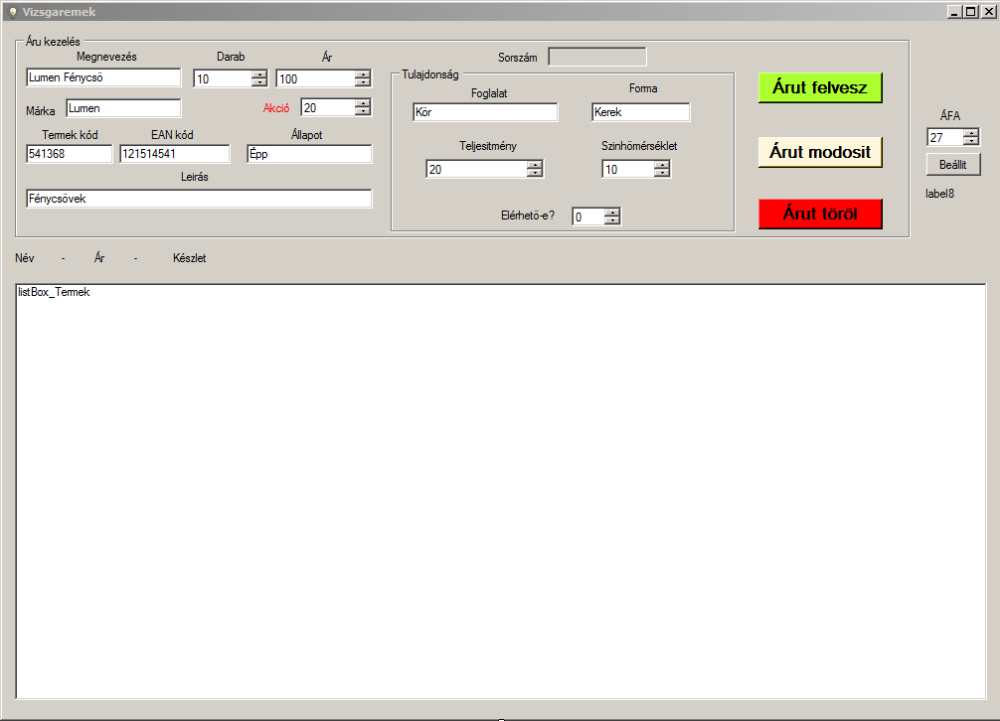 Vizsgaremek
Áru kezelés
Megnevezés Darab Ár Sorszám
Lumen Fénycső 10 100
Márka Lumen Akció 20
Termek kód EAN kód Állapot
541368 121514541 Épp
Leirás
Fénycsövek
Tulajdonság
Foglalat Forma
Kör Kerek
Teljesitmény Szinhömérséklet
20 10
Elérhetö-e? 0
Árut felvesz
Árut modosit
Árut töröl
ÁFA
27
Beállit
label8
Név - Ár - Készlet
listBox_Termek